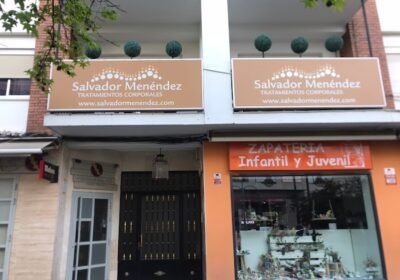 Salvador Menéndez
TRATAMIENTOS CORPORALES
www.salvadormenendez.com
Salvador Menéndez
TRATAMIENTOS CORPORALES
www.salvadormenendez.com
ZAPATERIA
Infantil y Juvenil